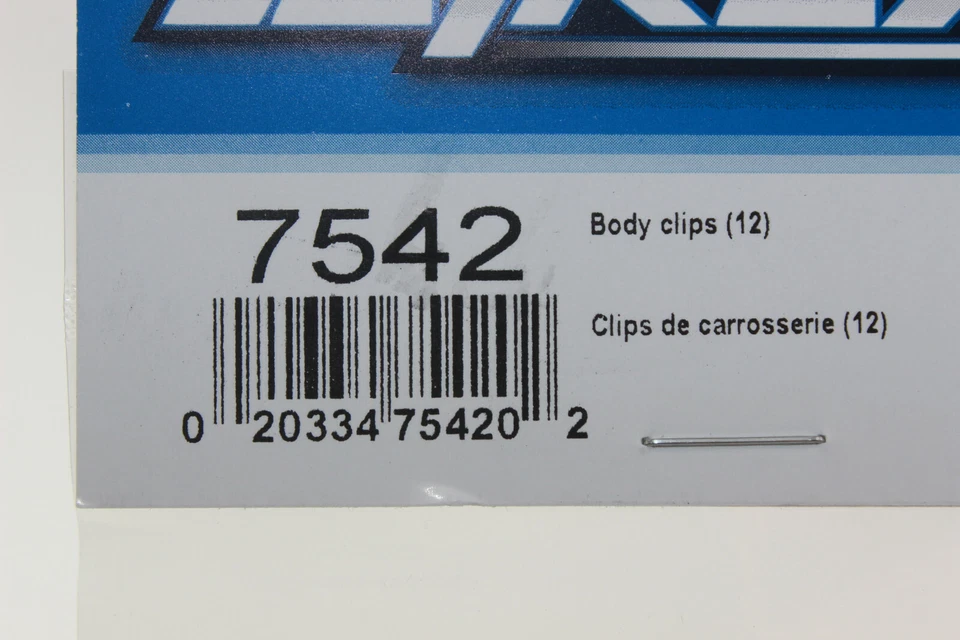 7542
Body clips (12)
Clips de carrosserie (12)
0 20334 75420 2